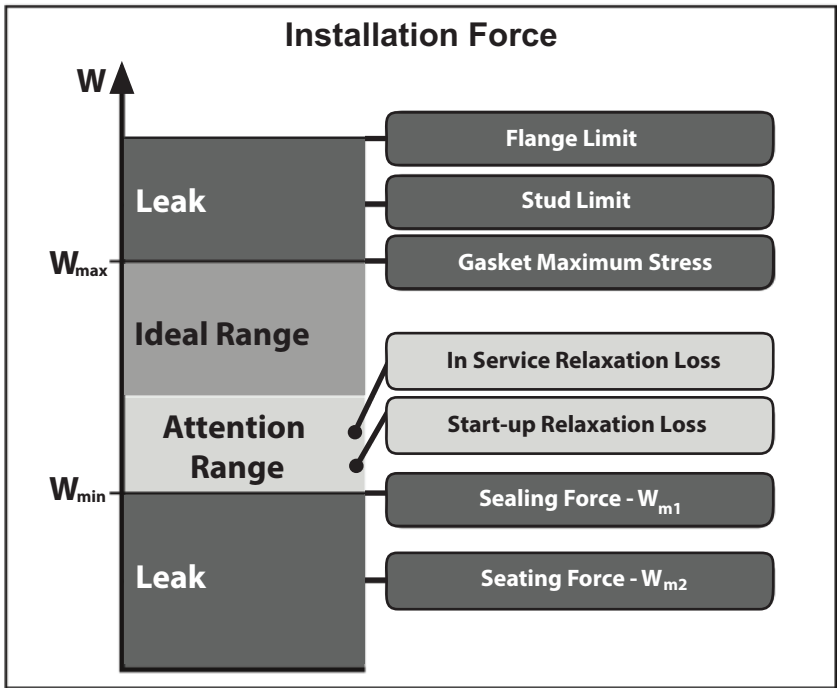 Installation Force
W
Flange Limit
Leak
Stud Limit
Wmax
Gasket Maximum Stress
Ideal Range
In Service Relaxation Loss
Attention
Range
Start-up Relaxation Loss
Wmin
Sealing Force - Wm1
Leak
Seating Force - Wm2